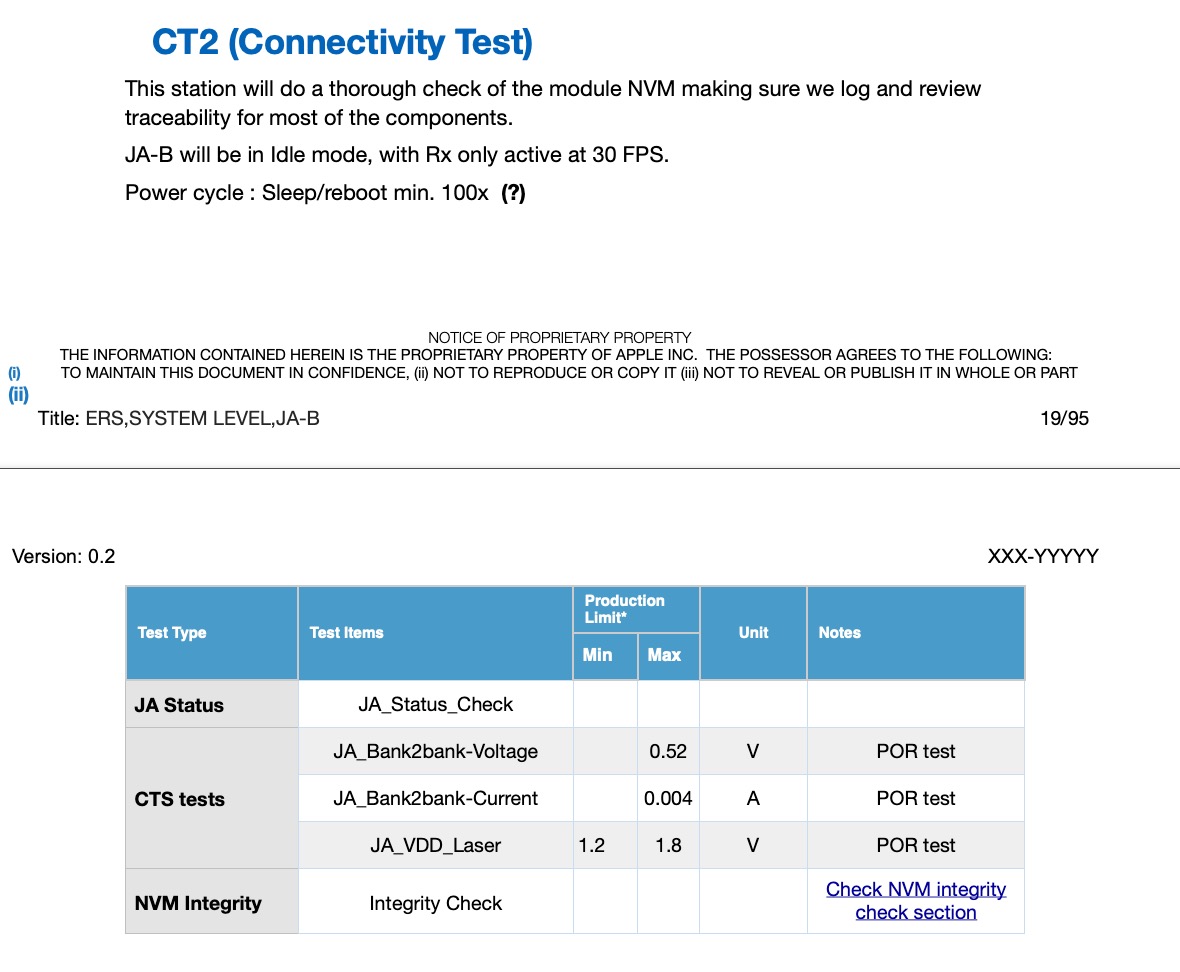 CT2 (Connectivity Test)
This station will do a thorough check of the module NVM making sure we log and review
traceability for most of the components.
JA-B will be in Idle mode, with Rx only active at 30 FPS.
Power cycle : Sleep/reboot min. 100x (?)
NOTICE OF PROPRIETARY PROPERTY
THE INFORMATION CONTAINED HEREIN IS THE PROPRIETARY PROPERTY OF APPLE INC. THE POSSESSOR AGREES TO THE FOLLOWING:
(i) TO MAINTAIN THIS DOCUMENT IN CONFIDENCE, (ii) NOT TO REPRODUCE OR COPY IT (iii) NOT TO REVEAL OR PUBLISH IT IN WHOLE OR PART
(ii)
Title: ERS,SYSTEM LEVEL,JA-B 19/95
Version: 0.2 XXX-YYYYY
Test Type Test Items Production Limit* Unit Notes
Min Max
JA Status JA_Status_Check
CTS tests JA_Bank2bank-Voltage 0.52 V POR test
JA_Bank2bank-Current 0.004 A POR test
JA_VDD_Laser 1.2 1.8 V POR test
NVM Integrity Integrity Check Check NVM integrity
check section